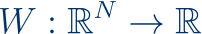 W : ℝ^N → ℝ